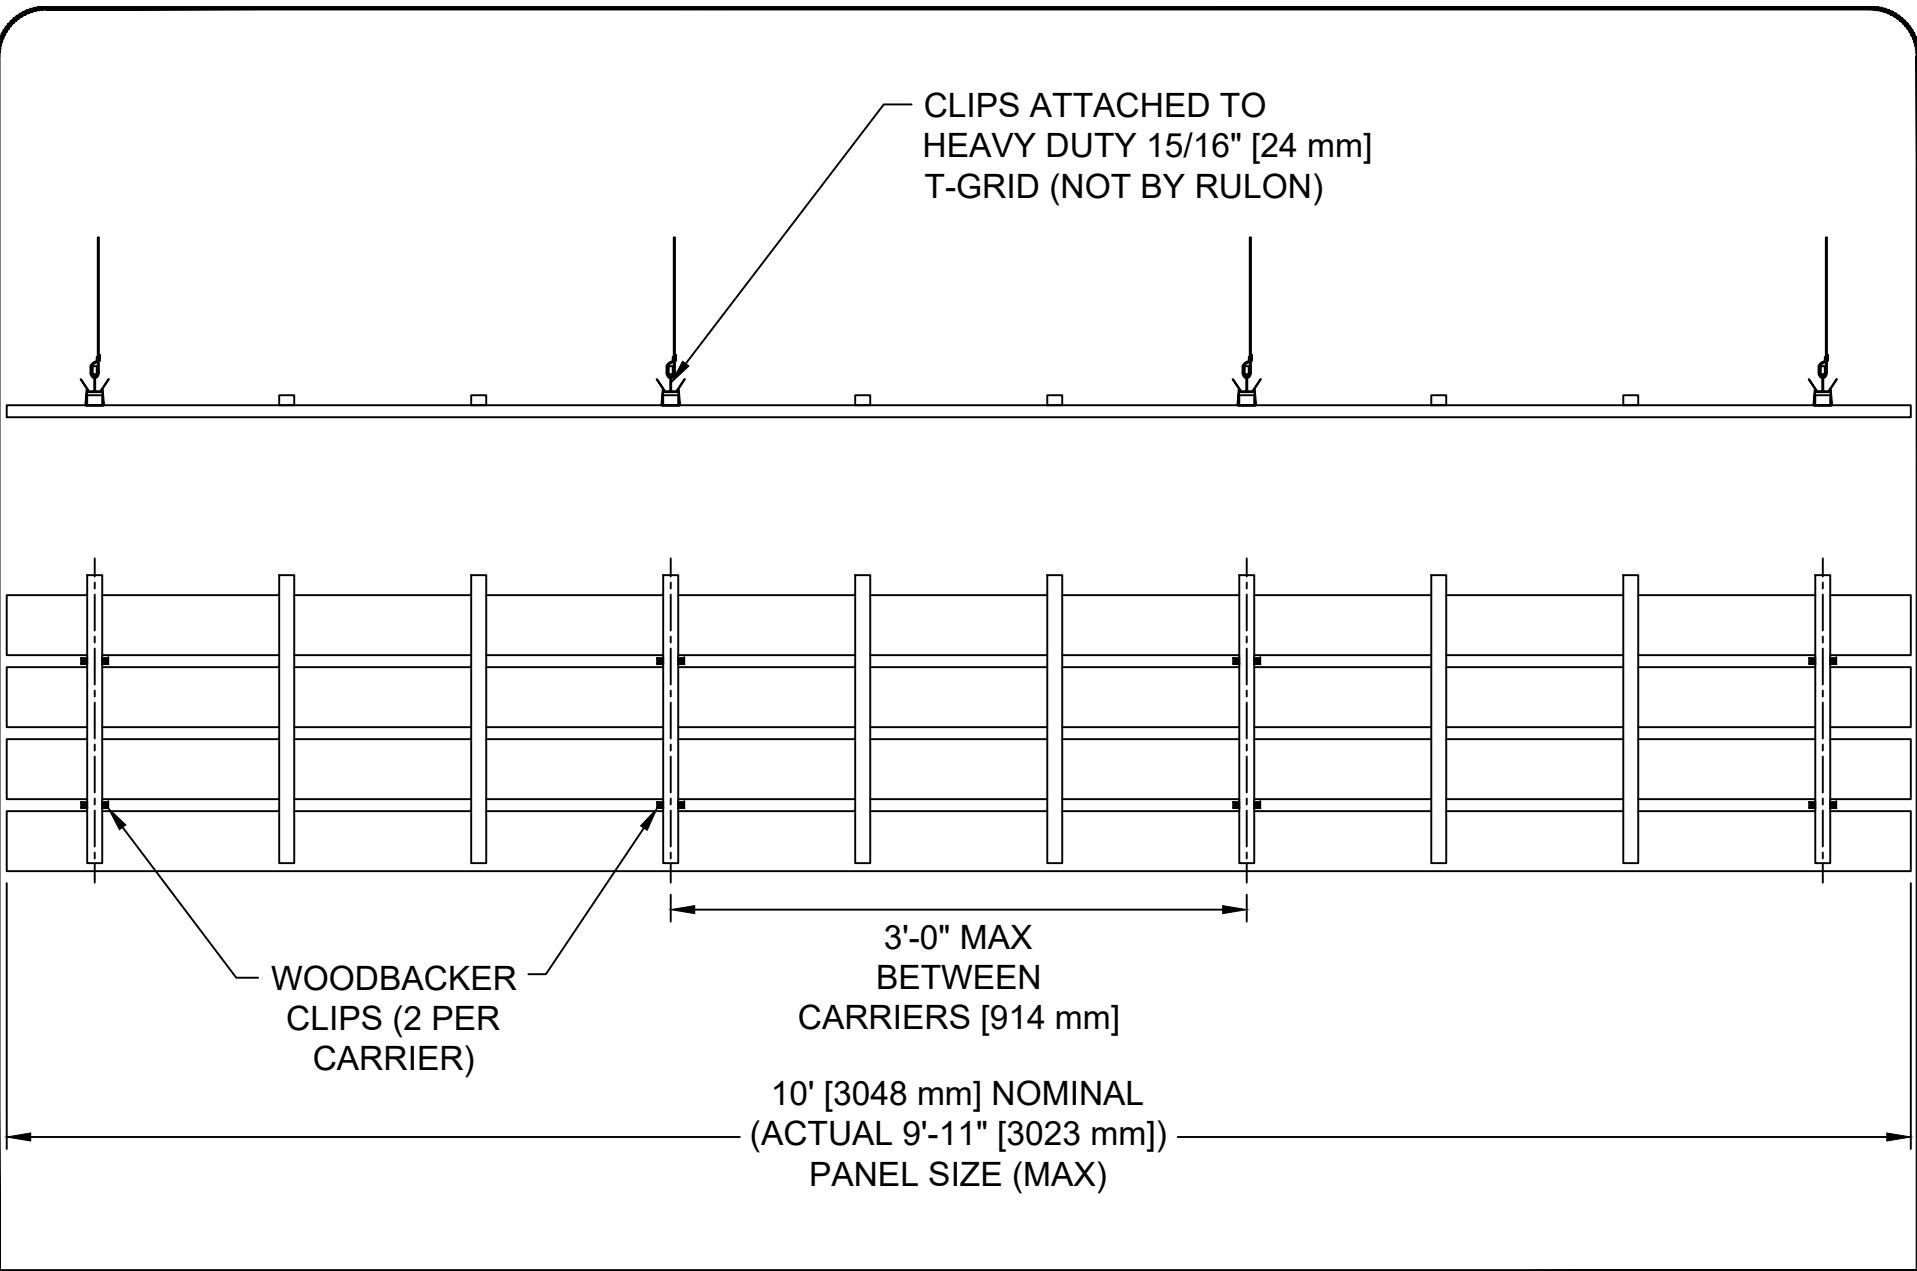 CLIPS ATTACHED TO
HEAVY DUTY 15/16" [24 mm]
T-GRID (NOT BY RULON)
WOODBACKER
CLIPS (2 PER
CARRIER)
3'-0" MAX
BETWEEN
CARRIERS [914 mm]
10' [3048 mm] NOMINAL
(ACTUAL 9'-11" [3023 mm])
PANEL SIZE (MAX)